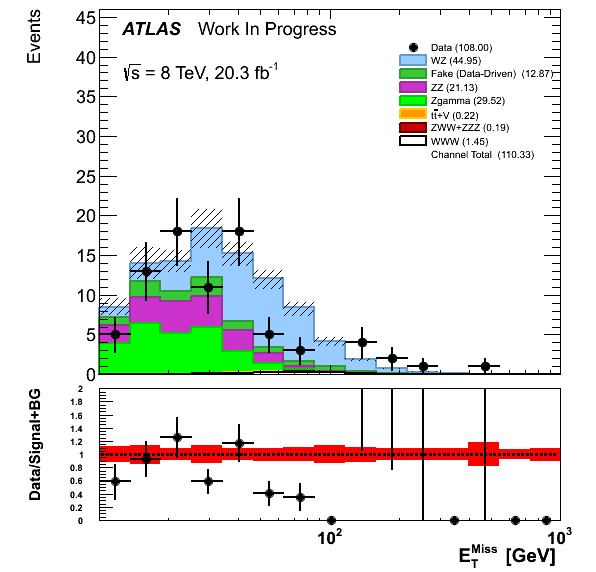 Events
45
40
35
30
25
20
15
10
5
0
ATLAS Work In Progress
√s = 8 TeV, 20.3 fb⁻¹
Data (108.00)
WZ (44.95)
Fake (Data-Driven) (12.87)
ZZ (21.13)
Zgamma (29.52)
tt̄+V (0.22)
ZWW+ZZZ (0.19)
WWW (1.45)
Channel Total (110.33)
Data/Signal+BG
2
1.8
1.6
1.4
1.2
1
0.8
0.6
0.4
0.2
0
10²
10³
E_T^Miss [GeV]